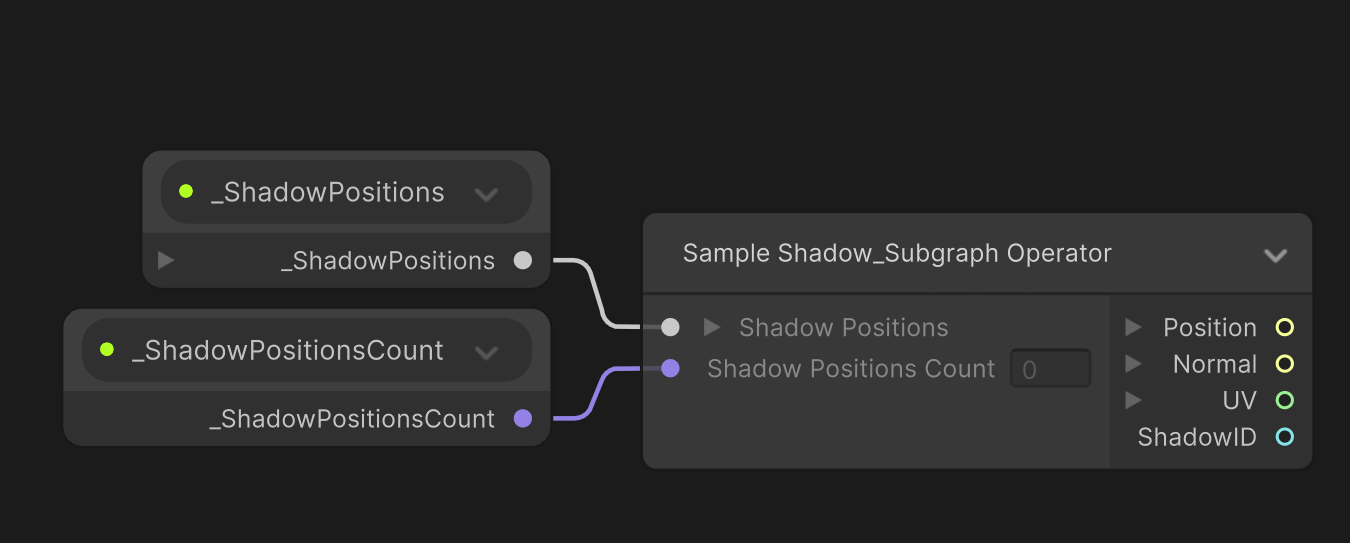 _ShadowPositions
_ShadowPositions
_ShadowPositionsCount
_ShadowPositionsCount
Sample Shadow_Subgraph Operator
Shadow Positions
Shadow Positions Count 0
Position
Normal
UV
ShadowID